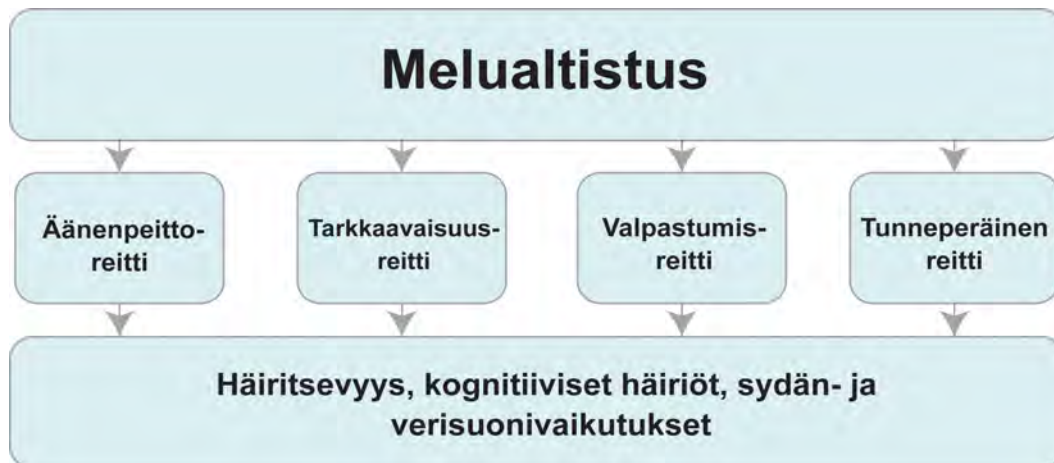 Melualtistus
Äänenpeitto-
reitti
Tarkkaavaisuus-
reitti
Valpastumis-
reitti
Tunneperäinen
reitti
Häiritsevyys, kognitiiviset häiriöt, sydän- ja
verisuonivaikutukset